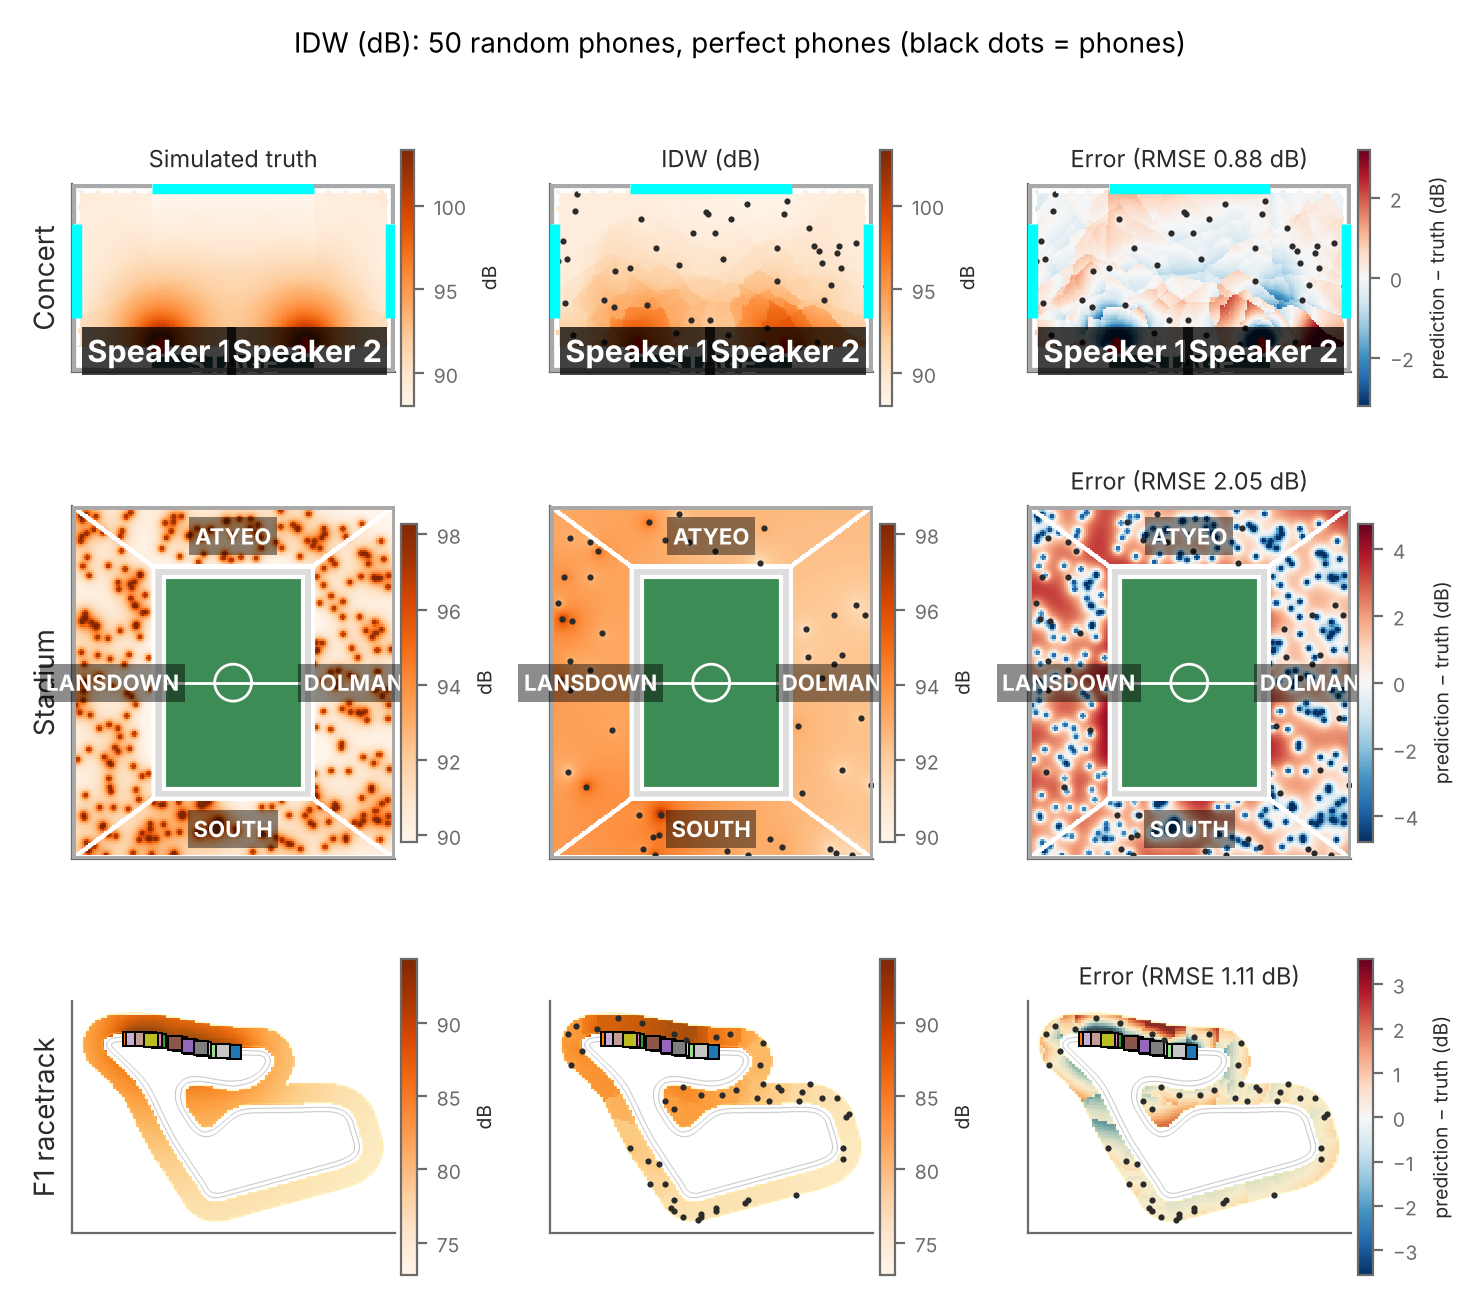 IDW (dB): 50 random phones, perfect phones (black dots = phones)
Simulated truth
IDW (dB)
Error (RMSE 0.88 dB)
Concert
Speaker 1
Speaker 2
100
95
90
dB
Speaker 1
Speaker 2
100
95
90
dB
Speaker 1
Speaker 2
2
0
−2
prediction − truth (dB)
Error (RMSE 2.05 dB)
Stadium
ATYEO
LANSDOWN
DOLMAN
SOUTH
98
96
94
92
90
dB
ATYEO
LANSDOWN
DOLMAN
SOUTH
98
96
94
92
90
dB
ATYEO
LANSDOWN
DOLMAN
SOUTH
4
2
0
−2
−4
prediction − truth (dB)
Error (RMSE 1.11 dB)
F1 racetrack
90
85
80
75
dB
90
85
80
75
dB
3
2
1
0
−1
−2
−3
prediction − truth (dB)